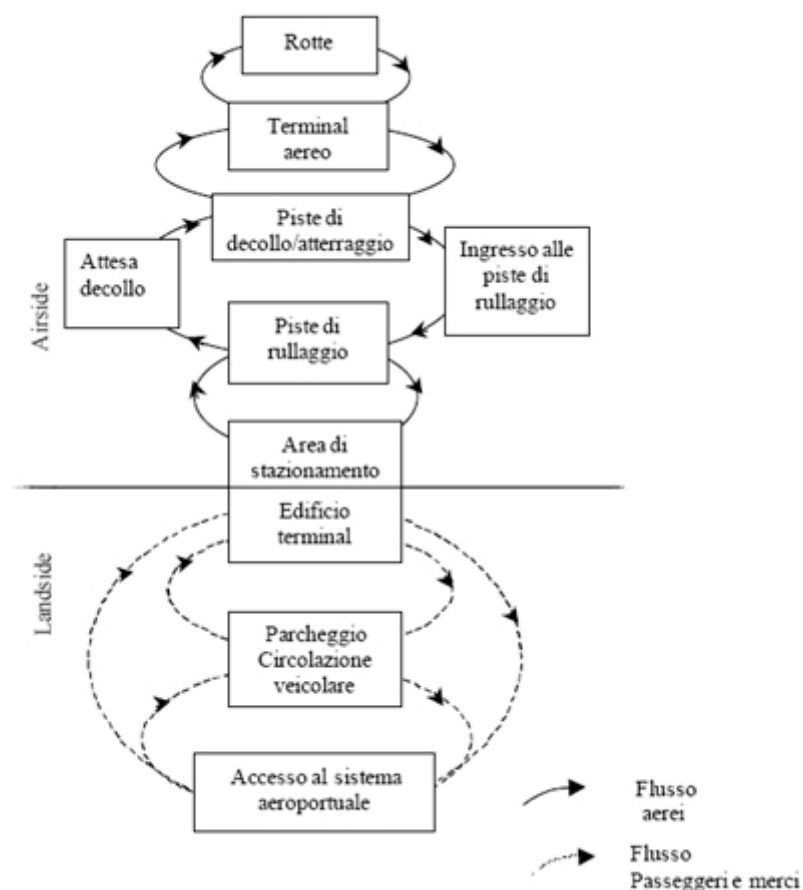 Rotte
Terminal
aereo
Piste di
decollo/atterraggio
Attesa
decollo
Ingresso alle
piste di
rullaggio
Piste di
rullaggio
Airside
Area di
stazionamento
Edificio
terminal
Landside
Parcheggio
Circolazione
veicolare
Accesso al sistema
aeroportuale
Flusso
aerei
Flusso
Passeggeri e merci